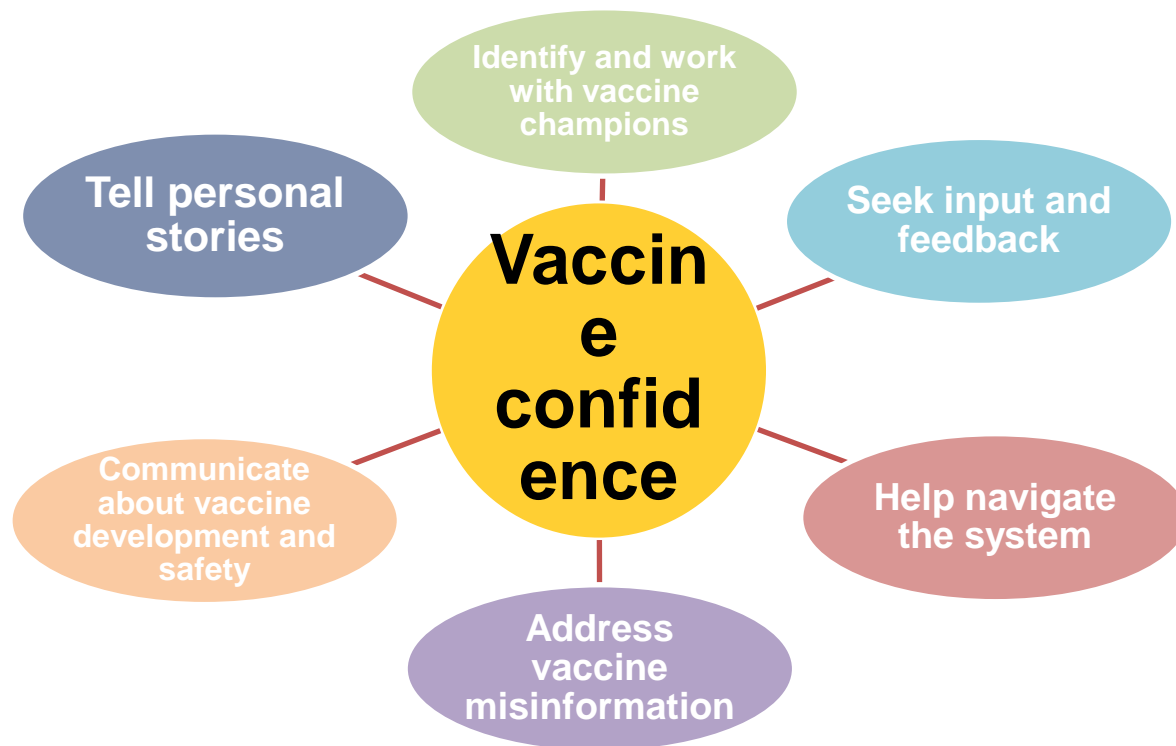 Identify and work
with vaccine
champions
Seek input and
feedback
Help navigate
the system
Address
vaccine
misinformation
Communicate
about vaccine
development and
safety
Tell personal
stories
Vaccin
e
confid
ence